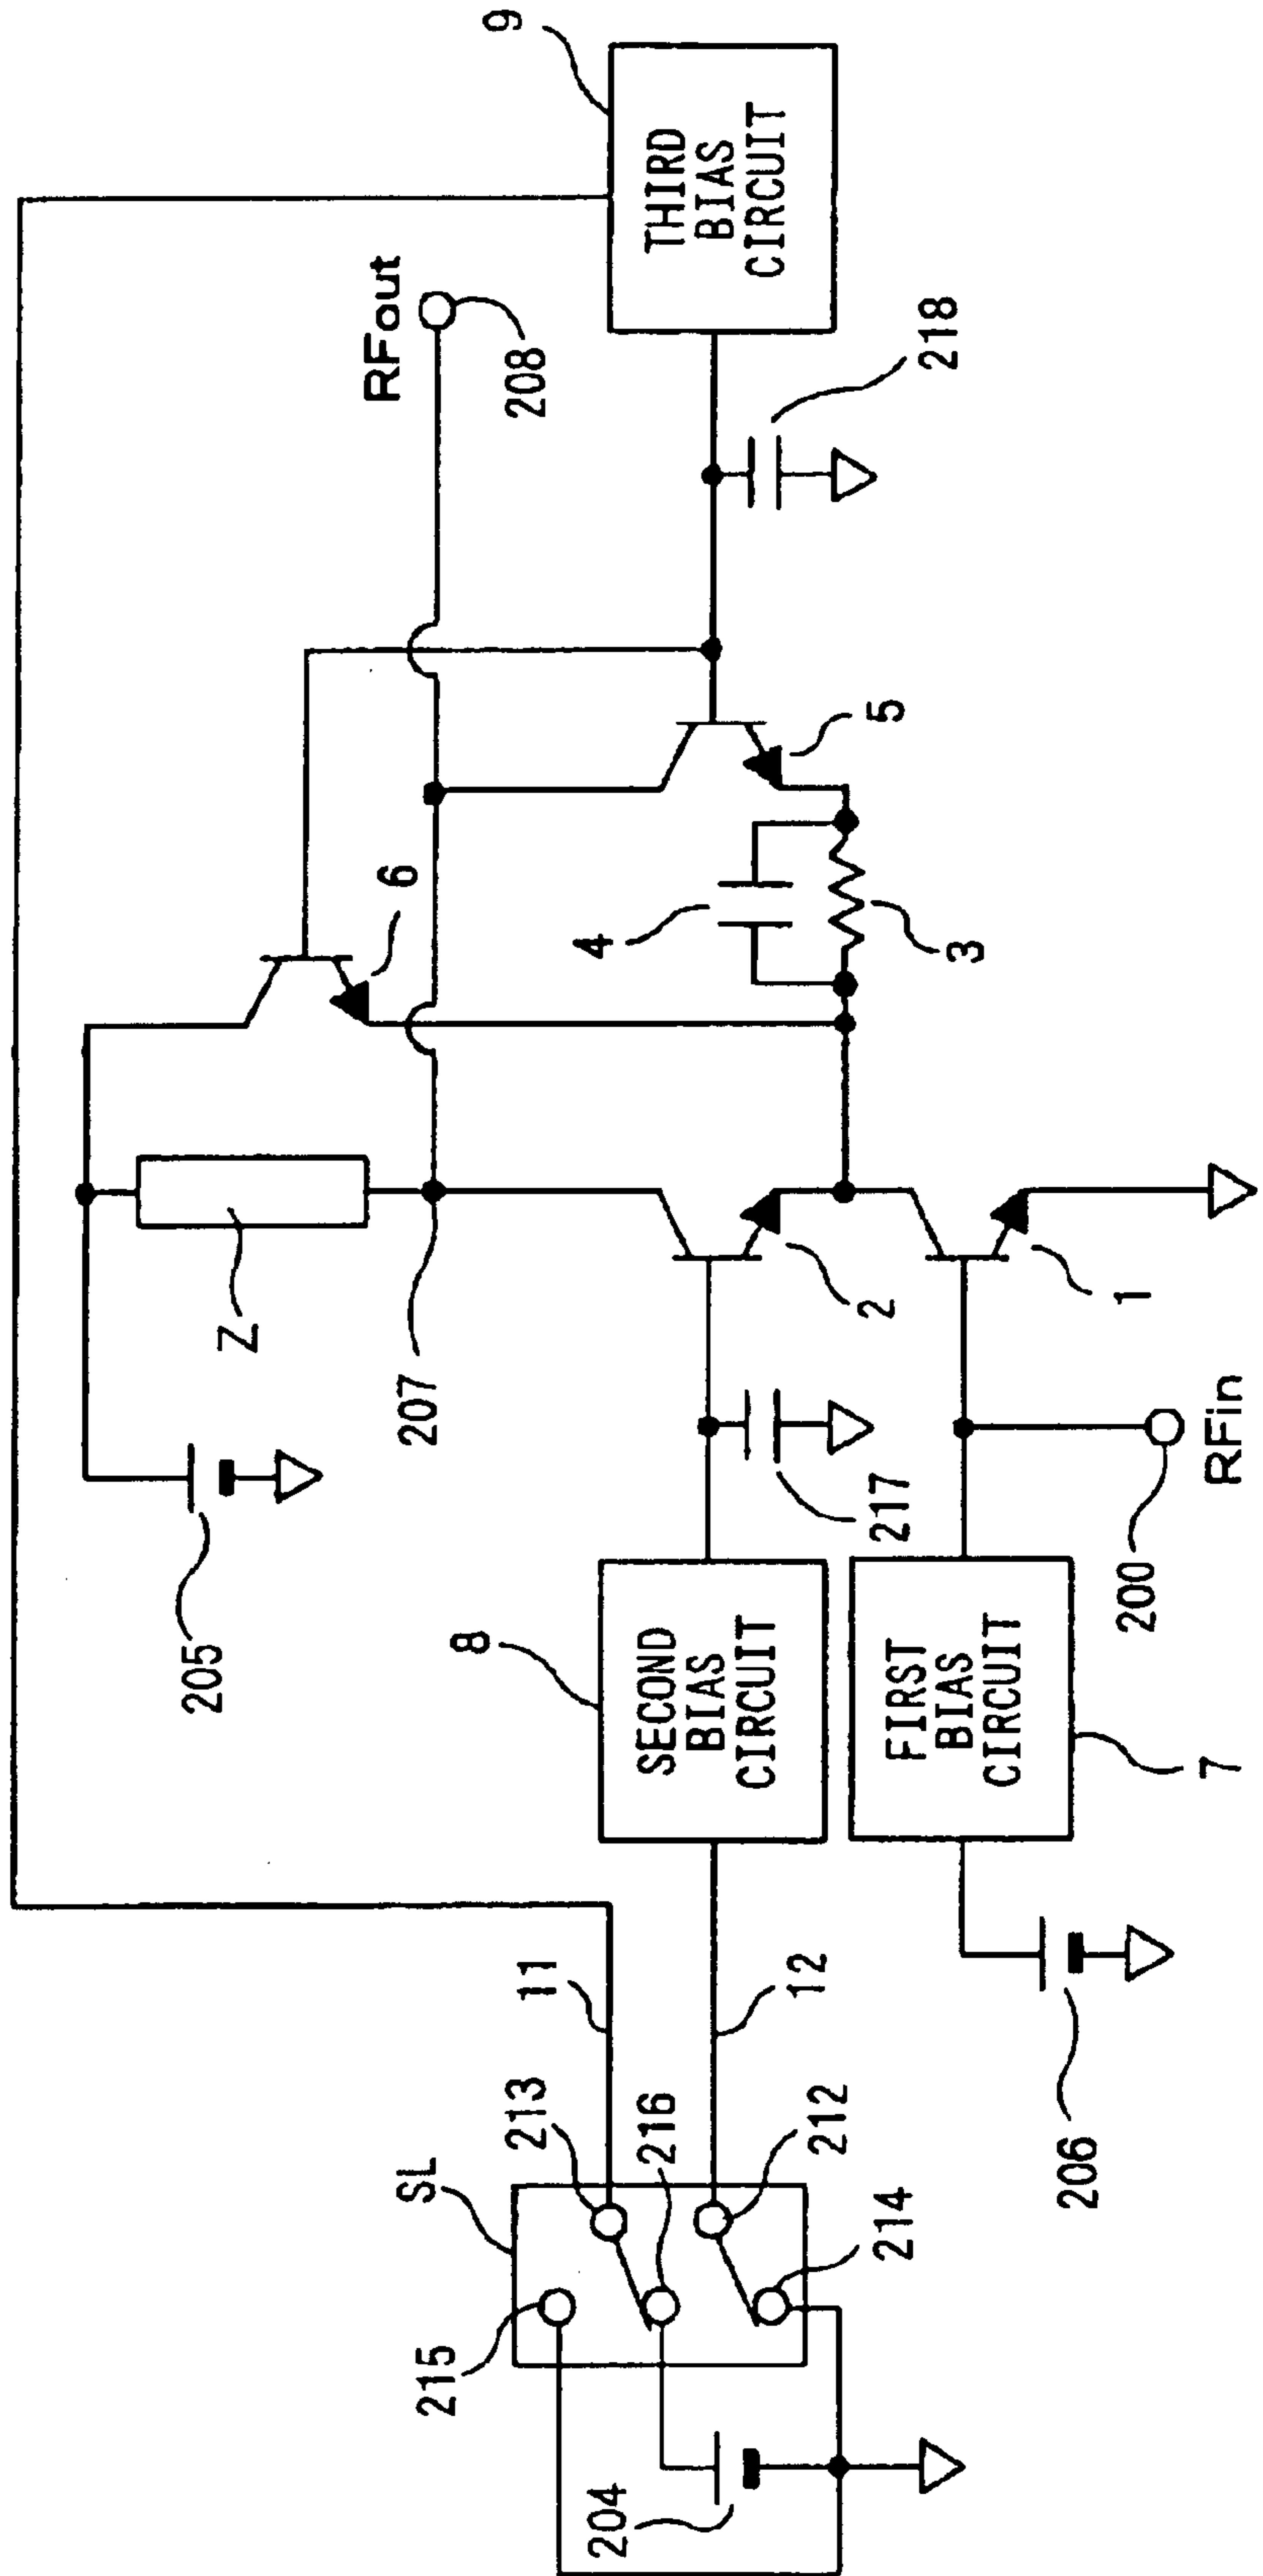 9
THIRD
BIAS
CIRCUIT
RFout
208
218
6
5
4
3
Z
207
2
1
205
217
200
RFin
8
SECOND
BIAS
CIRCUIT
FIRST
BIAS
CIRCUIT
7
11
12
213
216
212
SL
206
215
214
204